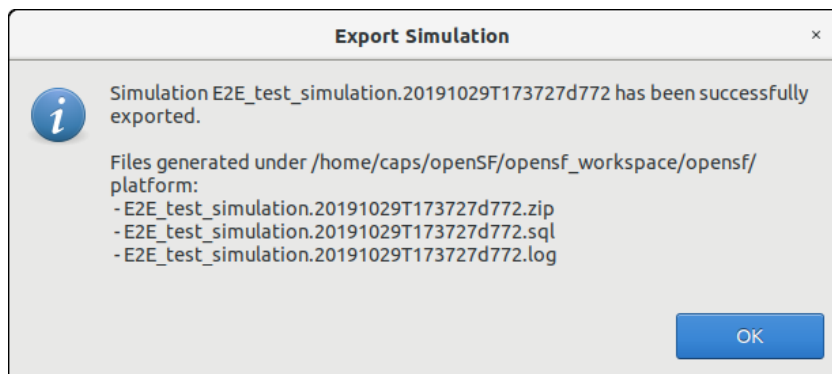 Export Simulation
×
Simulation E2E_test_simulation.20191029T173727d772 has been successfully
exported.
Files generated under /home/caps/openSF/opensf_workspace/opensf/
platform:
- E2E_test_simulation.20191029T173727d772.zip
- E2E_test_simulation.20191029T173727d772.sql
- E2E_test_simulation.20191029T173727d772.log
OK